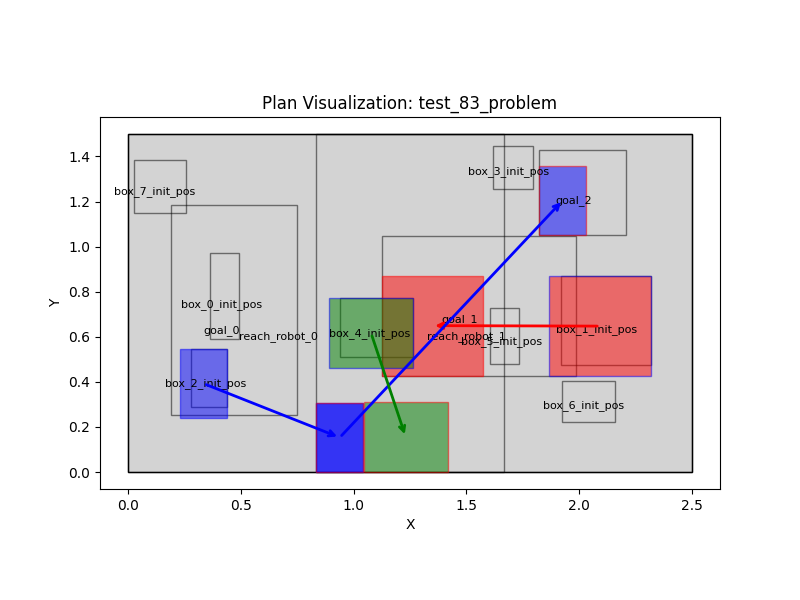 Plan Visualization: test_83_problem
1.4
1.2
1.0
0.8
0.6
0.4
0.2
0.0
Y
box_7_init_pos
box_3_init_pos
goal_2
box_0_init_pos
goal_0
reach_robot_0
box_4_init_pos
goal_1
reach_robot_1
box_5_init_pos
box_1_init_pos
box_2_init_pos
box_6_init_pos
0.0
0.5
1.0
1.5
2.0
2.5
X